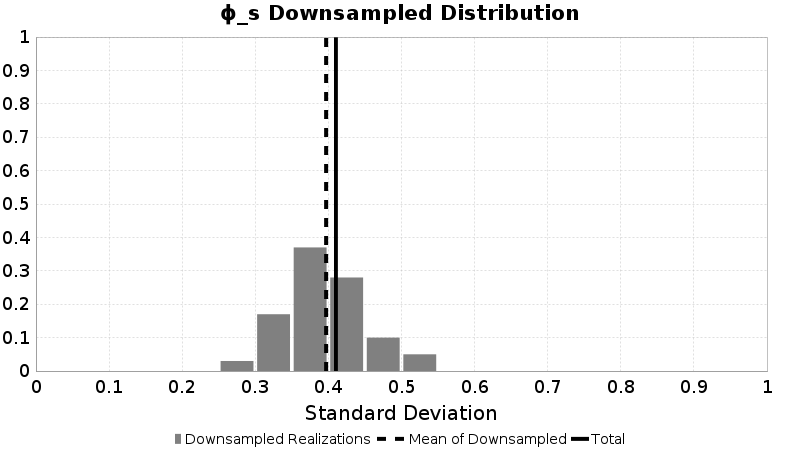 ϕ_s Downsampled Distribution
1
0.9
0.8
0.7
0.6
0.5
0.4
0.3
0.2
0.1
0
0 0.1 0.2 0.3 0.4 0.5 0.6 0.7 0.8 0.9 1
Standard Deviation
Downsampled Realizations Mean of Downsampled Total